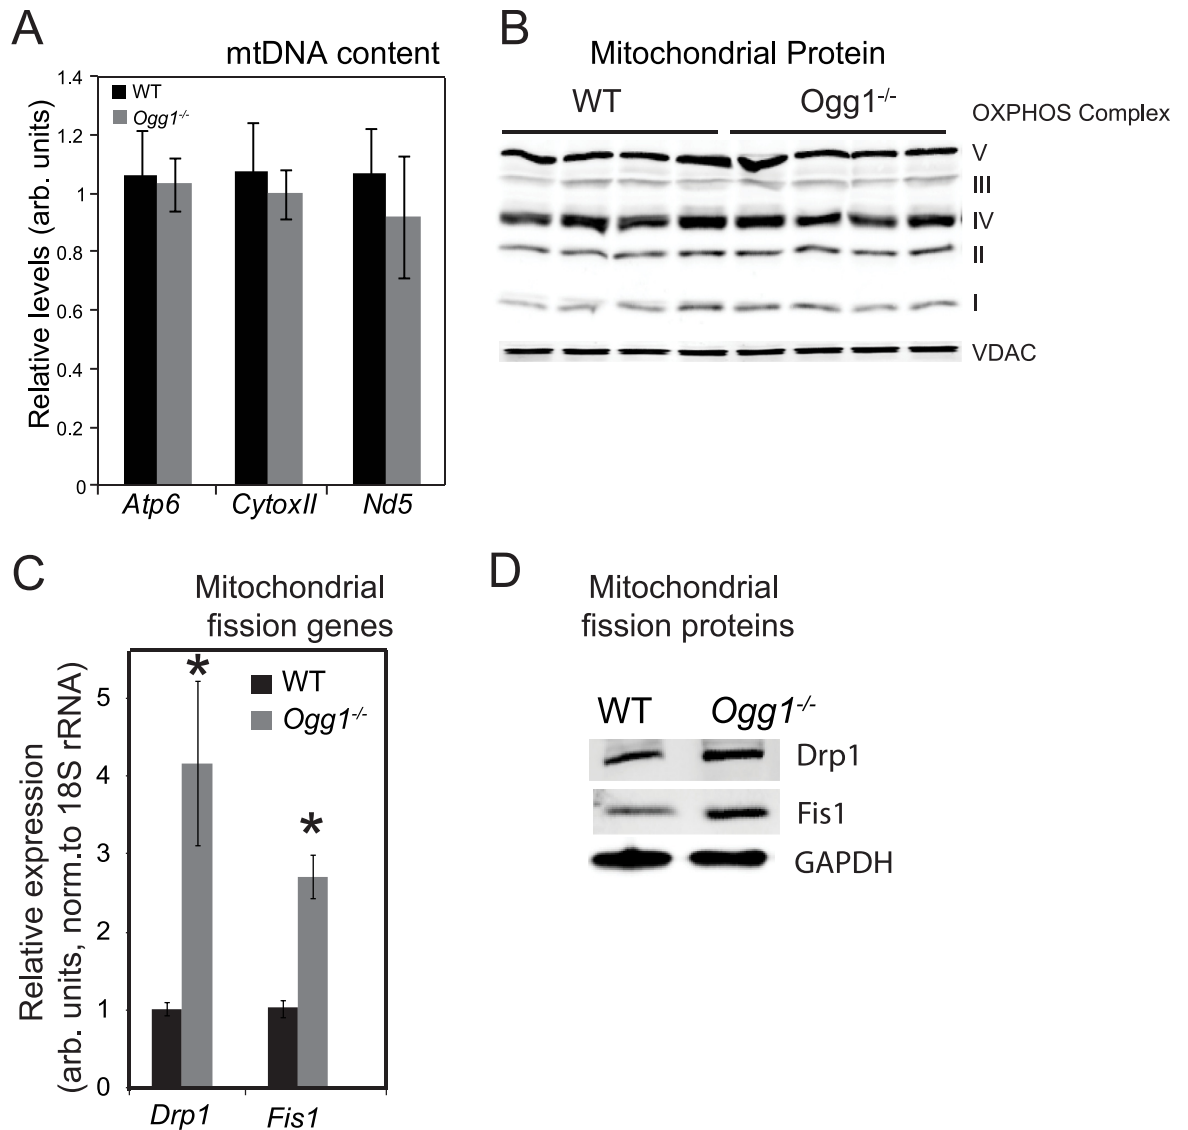 A
mtDNA content
Relative levels (arb. units)
1.4
1.2
1
0.8
0.6
0.4
0.2
0
WT
Ogg1-/-
Atp6 CytoxII Nd5
B
Mitochondrial Protein
WT Ogg1-/-
OXPHOS Complex
V
III
IV
II
I
VDAC
C
Mitochondrial
fission genes
Relative expression
(arb. units, norm.to 18S rRNA)
5
4
3
2
1
0
*
*
WT
Ogg1-/-
Drp1 Fis1
D
Mitochondrial
fission proteins
WT Ogg1-/-
Drp1
Fis1
GAPDH